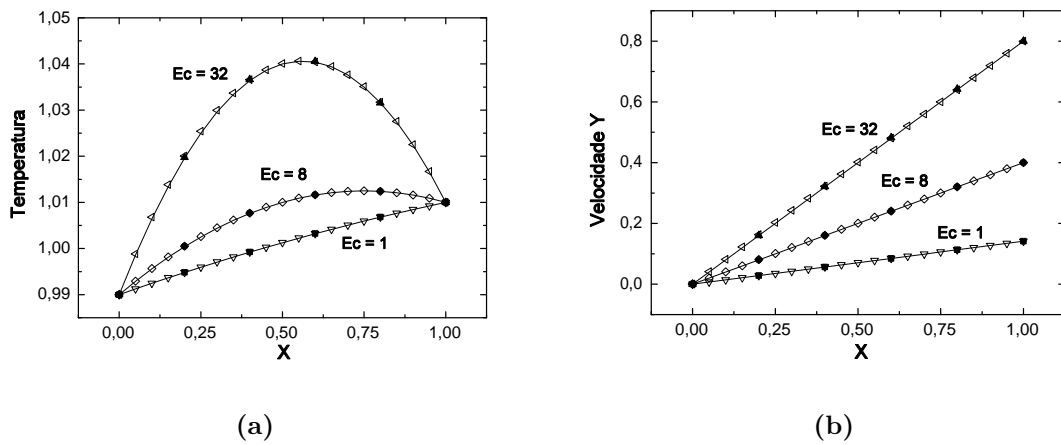 1,05
1,04
1,03
1,02
1,01
1,00
0,99
Temperatura
Ec = 32
Ec = 8
Ec = 1
0,00 0,25 0,50 0,75 1,00
X
(a)
0,8
0,6
0,4
0,2
0,0
Velocidade Y
Ec = 32
Ec = 8
Ec = 1
0,00 0,25 0,50 0,75 1,00
X
(b)